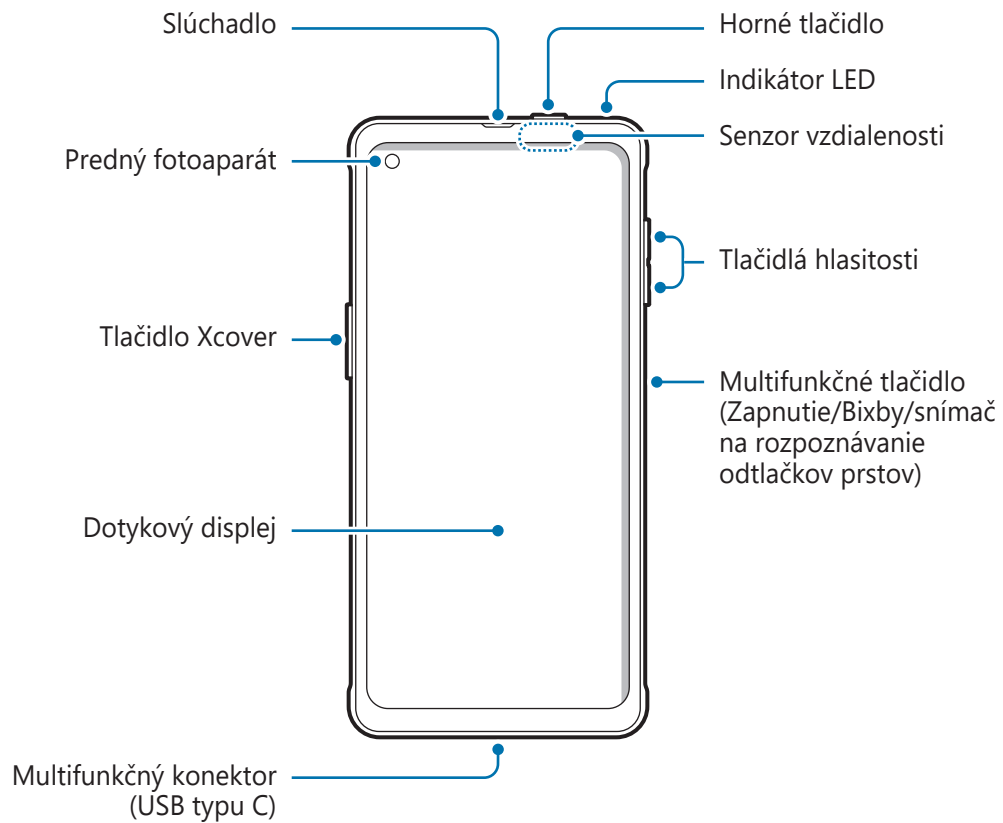 Slúchadlo
Predný fotoaparát
Tlačidlo Xcover
Dotykový displej
Multifunkčný konektor
(USB typu C)
Horné tlačidlo
Indikátor LED
Senzor vzdialenosti
Tlačidlá hlasitosti
Multifunkčné tlačidlo
(Zapnutie/Bixby/snímač
na rozpoznávanie
odtlačkov prstov)